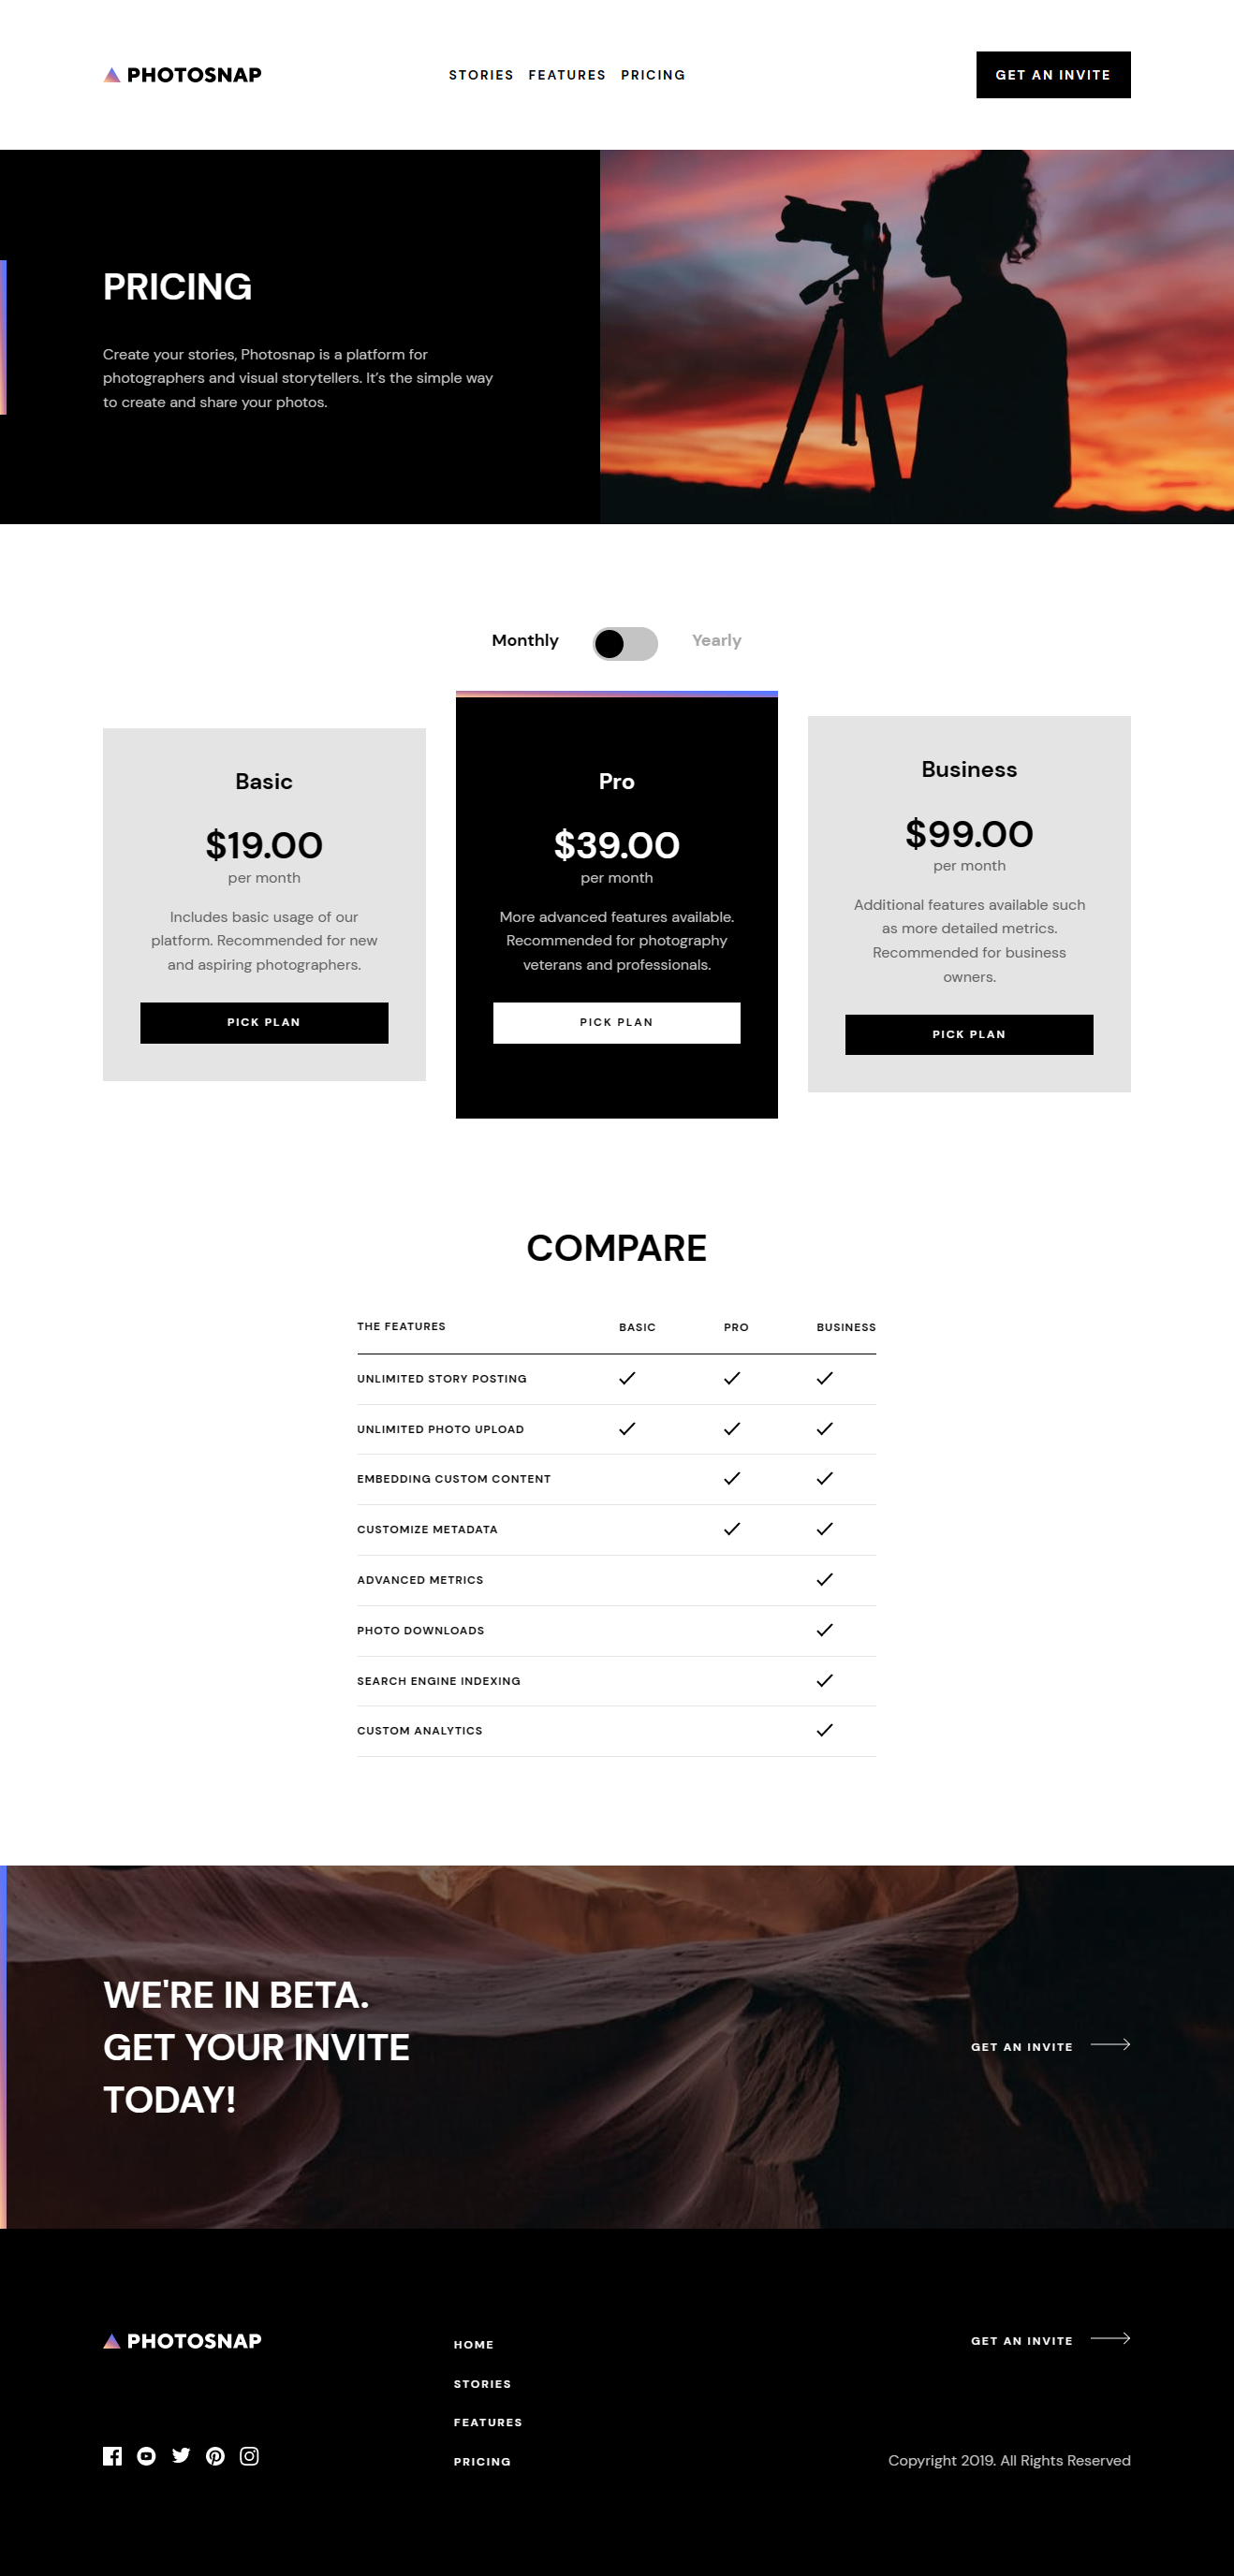 PHOTOSNAP
STORIES FEATURES PRICING
GET AN INVITE
PRICING
Create your stories, Photosnap is a platform for
photographers and visual storytellers. It’s the simple way
to create and share your photos.
Monthly
Yearly
Basic
$19.00
per month
Includes basic usage of our
platform. Recommended for new
and aspiring photographers.
PICK PLAN
Pro
$39.00
per month
More advanced features available.
Recommended for photography
veterans and professionals.
PICK PLAN
Business
$99.00
per month
Additional features available such
as more detailed metrics.
Recommended for business
owners.
PICK PLAN
COMPARE
THE FEATURES BASIC PRO BUSINESS
UNLIMITED STORY POSTING
UNLIMITED PHOTO UPLOAD
EMBEDDING CUSTOM CONTENT
CUSTOMIZE METADATA
ADVANCED METRICS
PHOTO DOWNLOADS
SEARCH ENGINE INDEXING
CUSTOM ANALYTICS
WE'RE IN BETA.
GET YOUR INVITE
TODAY!
GET AN INVITE
PHOTOSNAP
HOME
STORIES
FEATURES
PRICING
GET AN INVITE
Copyright 2019. All Rights Reserved